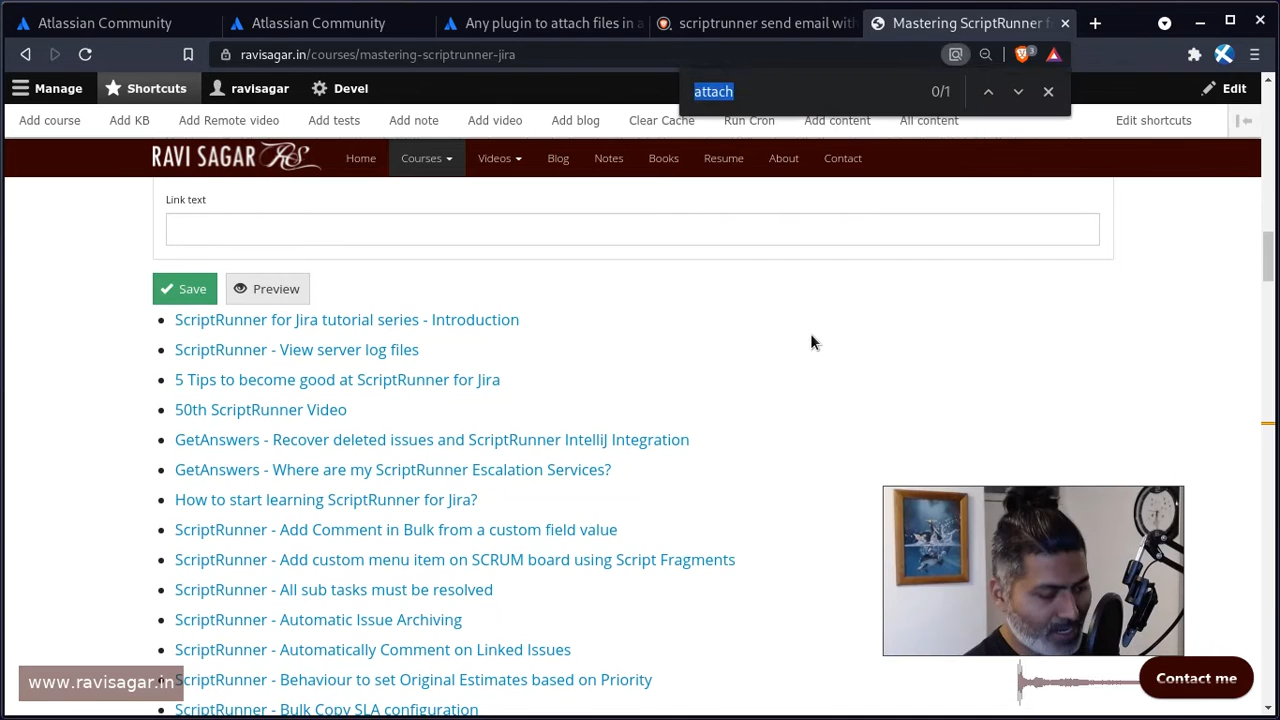 Atlassian Community
Atlassian Community
Any plugin to attach files in a
scriptrunner send email with
Mastering ScriptRunner f
ravisagar.in/courses/mastering-scriptrunner-jira
3
Manage
Shortcuts
ravisagar
Devel
attach
0/1
Edit
Add course
Add KB
Add Remote video
Add tests
Add note
Add video
Add blog
Clear Cache
Run Cron
Add content
All content
Edit shortcuts
RAVI SAGAR RS
Home
Courses
Videos
Blog
Notes
Books
Resume
About
Contact
Link text
Save
Preview
ScriptRunner for Jira tutorial series - Introduction
ScriptRunner - View server log files
5 Tips to become good at ScriptRunner for Jira
50th ScriptRunner Video
GetAnswers - Recover deleted issues and ScriptRunner IntelliJ Integration
GetAnswers - Where are my ScriptRunner Escalation Services?
How to start learning ScriptRunner for Jira?
ScriptRunner - Add Comment in Bulk from a custom field value
ScriptRunner - Add custom menu item on SCRUM board using Script Fragments
ScriptRunner - All sub tasks must be resolved
ScriptRunner - Automatic Issue Archiving
ScriptRunner - Automatically Comment on Linked Issues
ScriptRunner - Behaviour to set Original Estimates based on Priority
ScriptRunner - Bulk Copy SLA configuration
www.ravisagar.in
Contact me